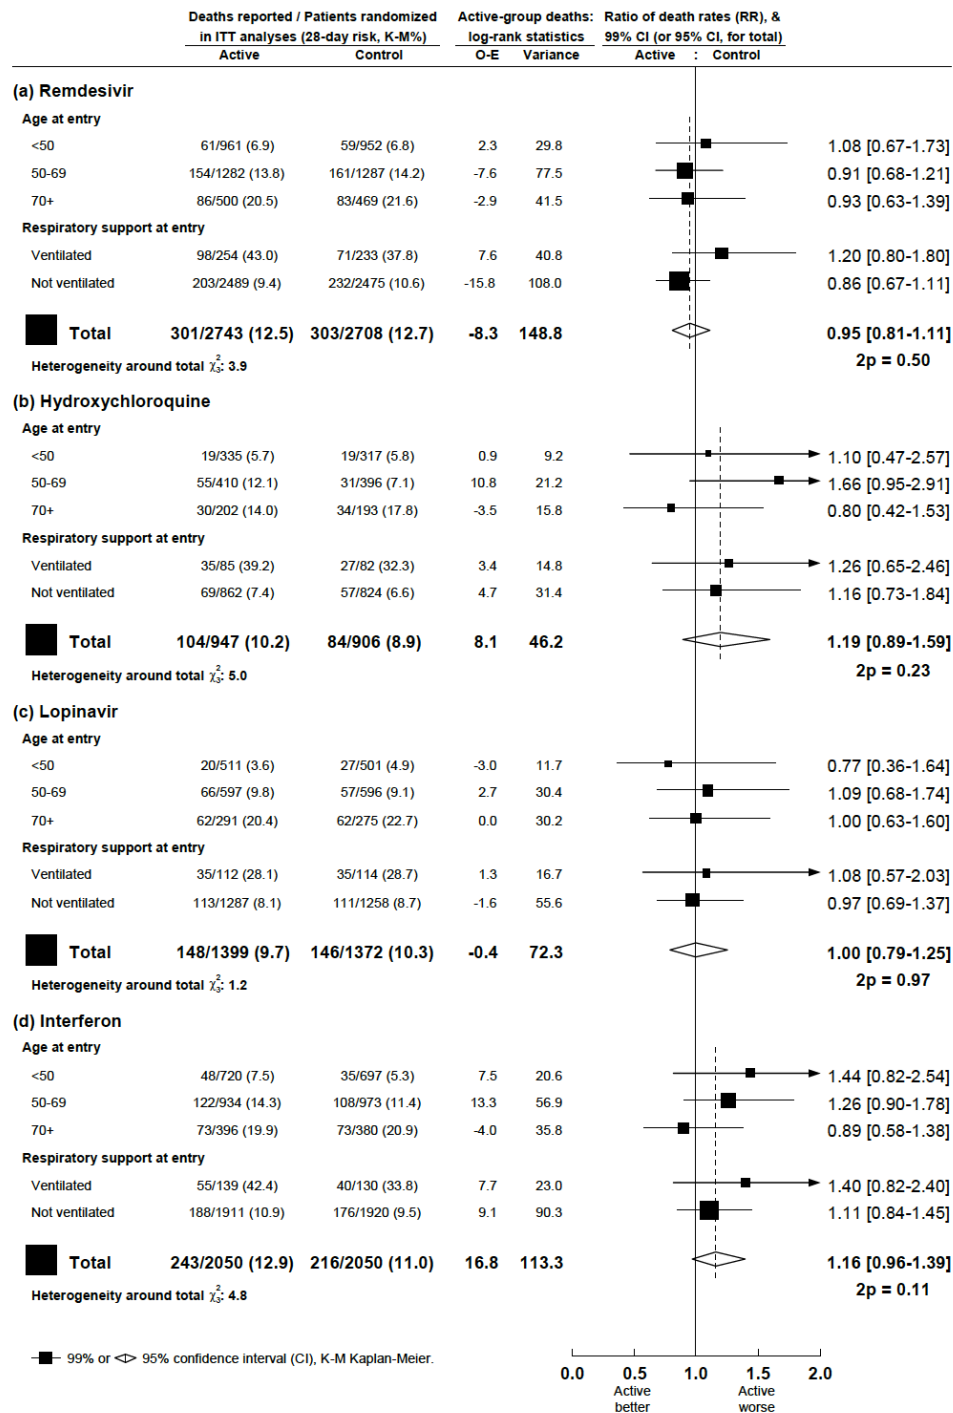 Deaths reported / Patients randomized Active-group deaths: Ratio of death rates (RR), &
in ITT analyses (28-day risk, K-M%) log-rank statistics 99% CI (or 95% CI, for total)
Active Control O-E Variance Active : Control
(a) Remdesivir
Age at entry
<50 61/961 (6.9) 59/952 (6.8) 2.3 29.8 1.08 [0.67-1.73]
50-69 154/1282 (13.8) 161/1287 (14.2) -7.6 77.5 0.91 [0.68-1.21]
70+ 86/500 (20.5) 83/469 (21.6) -2.9 41.5 0.93 [0.63-1.39]
Respiratory support at entry
Ventilated 98/254 (43.0) 71/233 (37.8) 7.6 40.8 1.20 [0.80-1.80]
Not ventilated 203/2489 (9.4) 232/2475 (10.6) -15.8 108.0 0.86 [0.67-1.11]
Total 301/2743 (12.5) 303/2708 (12.7) -8.3 148.8 0.95 [0.81-1.11]
Heterogeneity around total χ²₃: 3.9 2p = 0.50
(b) Hydroxychloroquine
Age at entry
<50 19/335 (5.7) 19/317 (5.8) 0.9 9.2 1.10 [0.47-2.57]
50-69 55/410 (12.1) 31/396 (7.1) 10.8 21.2 1.66 [0.95-2.91]
70+ 30/202 (14.0) 34/193 (17.8) -3.5 15.8 0.80 [0.42-1.53]
Respiratory support at entry
Ventilated 35/85 (39.2) 27/82 (32.3) 3.4 14.8 1.26 [0.65-2.46]
Not ventilated 69/862 (7.4) 57/824 (6.6) 4.7 31.4 1.16 [0.73-1.84]
Total 104/947 (10.2) 84/906 (8.9) 8.1 46.2 1.19 [0.89-1.59]
Heterogeneity around total χ²₃: 5.0 2p = 0.23
(c) Lopinavir
Age at entry
<50 20/511 (3.6) 27/501 (4.9) -3.0 11.7 0.77 [0.36-1.64]
50-69 66/597 (9.8) 57/596 (9.1) 2.7 30.4 1.09 [0.68-1.74]
70+ 62/291 (20.4) 62/275 (22.7) 0.0 30.2 1.00 [0.63-1.60]
Respiratory support at entry
Ventilated 35/112 (28.1) 35/114 (28.7) 1.3 16.7 1.08 [0.57-2.03]
Not ventilated 113/1287 (8.1) 111/1258 (8.7) -1.6 55.6 0.97 [0.69-1.37]
Total 148/1399 (9.7) 146/1372 (10.3) -0.4 72.3 1.00 [0.79-1.25]
Heterogeneity around total χ²₃: 1.2 2p = 0.97
(d) Interferon
Age at entry
<50 48/720 (7.5) 35/697 (5.3) 7.5 20.6 1.44 [0.82-2.54]
50-69 122/934 (14.3) 108/973 (11.4) 13.3 56.9 1.26 [0.90-1.78]
70+ 73/396 (19.9) 73/380 (20.9) -4.0 35.8 0.89 [0.58-1.38]
Respiratory support at entry
Ventilated 55/139 (42.4) 40/130 (33.8) 7.7 23.0 1.40 [0.82-2.40]
Not ventilated 188/1911 (10.9) 176/1920 (9.5) 9.1 90.3 1.11 [0.84-1.45]
Total 243/2050 (12.9) 216/2050 (11.0) 16.8 113.3 1.16 [0.96-1.39]
Heterogeneity around total χ²₃: 4.8 2p = 0.11
99% or 95% confidence interval (CI), K-M Kaplan-Meier.
0.0 0.5 1.0 1.5 2.0
Active Active
better worse